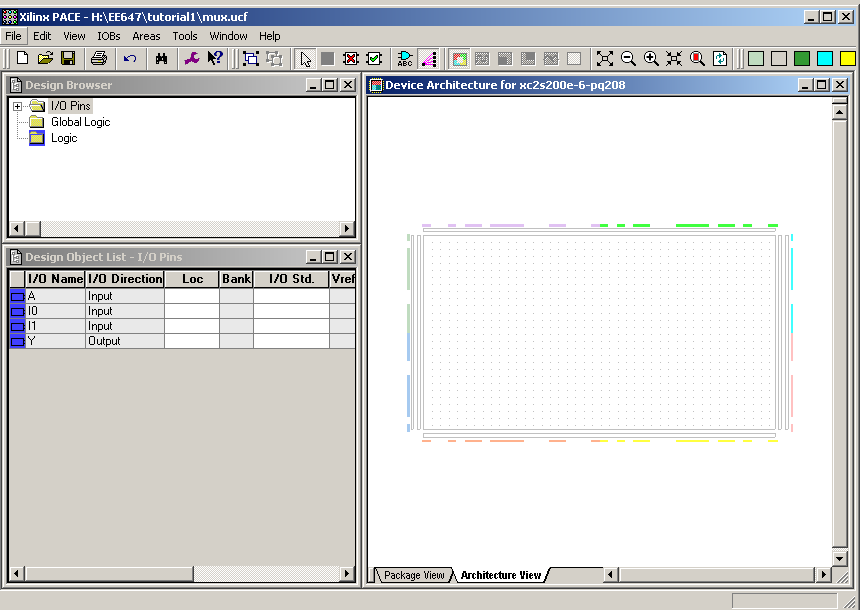 Xilinx PACE - H:\EE647\tutorial1\mux.ucf
File Edit View IOBs Areas Tools Window Help
ABC
Design Browser
I/O Pins
Global Logic
Logic
Design Object List - I/O Pins
I/O Name I/O Direction Loc Bank I/O Std. Vref
A Input
I0 Input
I1 Input
Y Output
Device Architecture for xc2s200e-6-pq208
Package View Architecture View